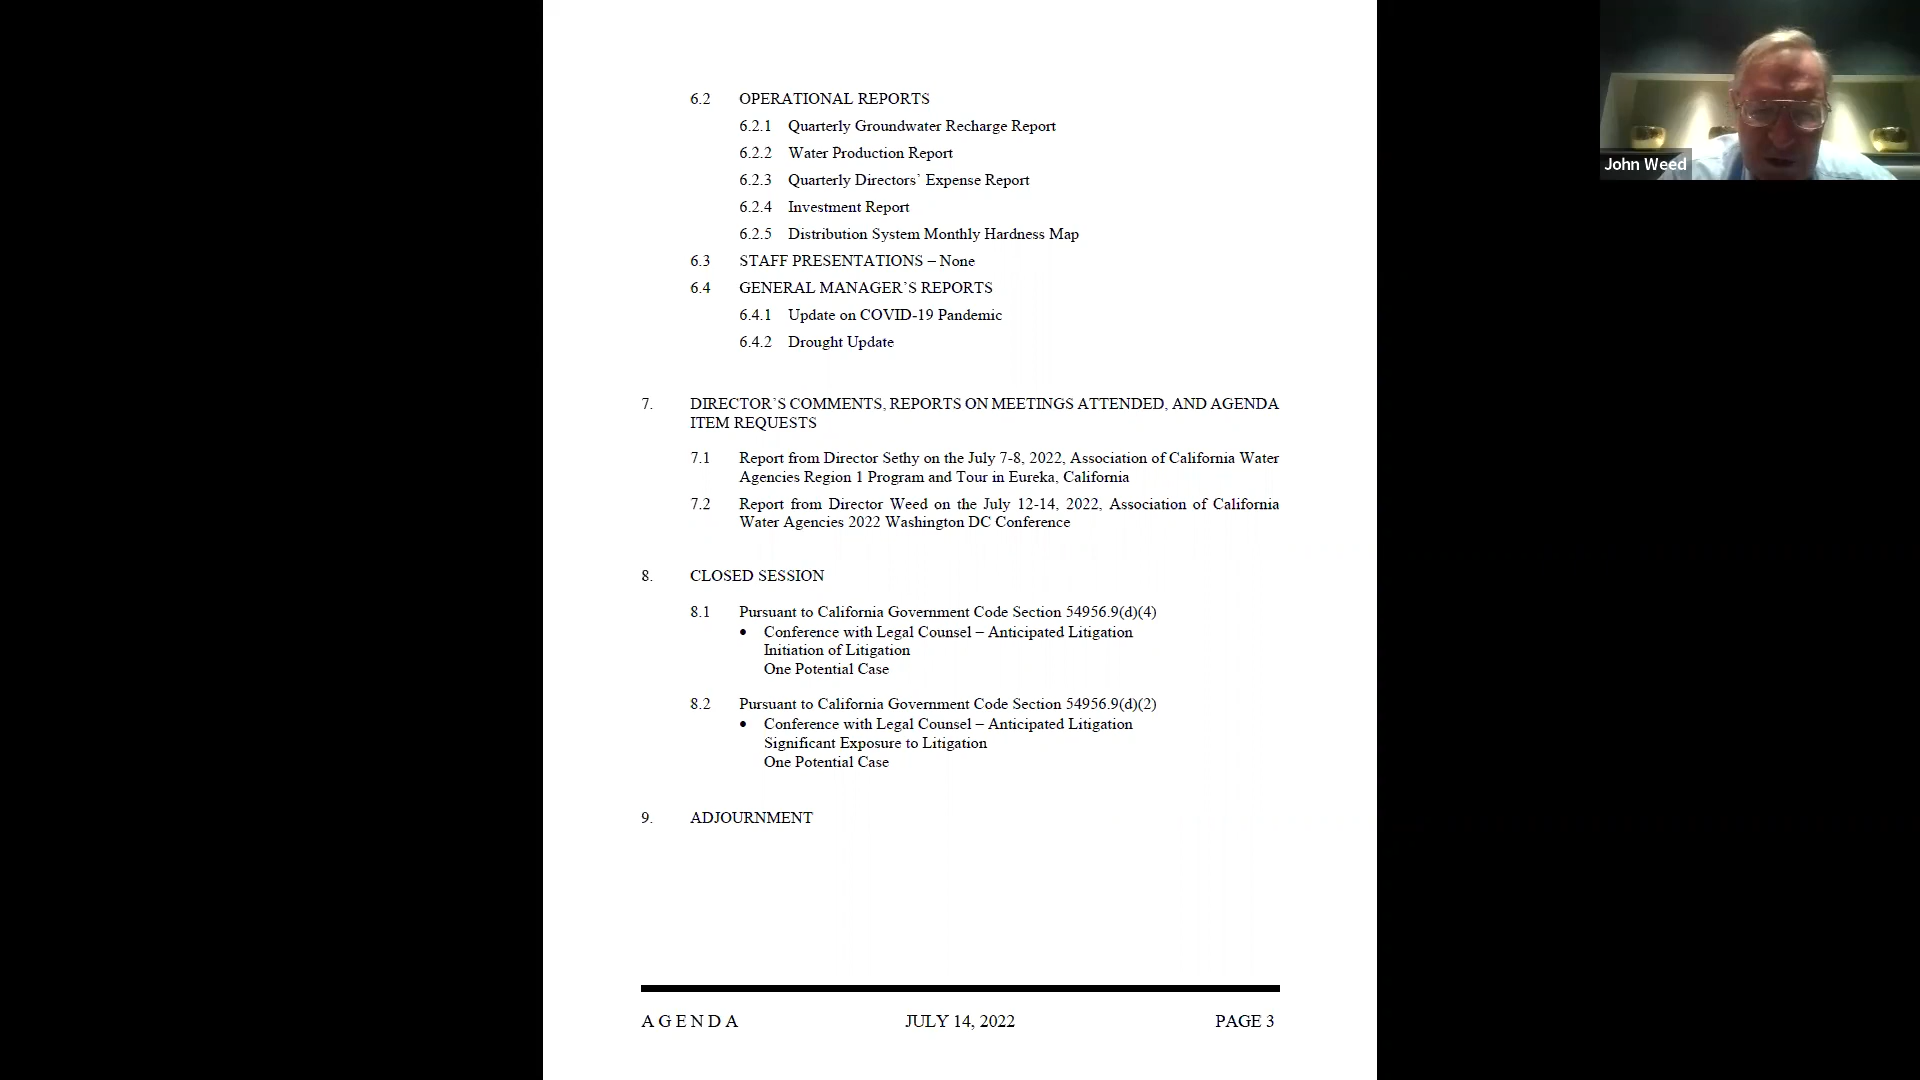 6.2 OPERATIONAL REPORTS
6.2.1 Quarterly Groundwater Recharge Report
6.2.2 Water Production Report
6.2.3 Quarterly Directors’ Expense Report
6.2.4 Investment Report
6.2.5 Distribution System Monthly Hardness Map
6.3 STAFF PRESENTATIONS – None
6.4 GENERAL MANAGER’S REPORTS
6.4.1 Update on COVID-19 Pandemic
6.4.2 Drought Update
7. DIRECTOR’S COMMENTS, REPORTS ON MEETINGS ATTENDED, AND AGENDA
ITEM REQUESTS
7.1 Report from Director Sethy on the July 7-8, 2022, Association of California Water
Agencies Region 1 Program and Tour in Eureka, California
7.2 Report from Director Weed on the July 12-14, 2022, Association of California
Water Agencies 2022 Washington DC Conference
8. CLOSED SESSION
8.1 Pursuant to California Government Code Section 54956.9(d)(4)
• Conference with Legal Counsel – Anticipated Litigation
Initiation of Litigation
One Potential Case
8.2 Pursuant to California Government Code Section 54956.9(d)(2)
• Conference with Legal Counsel – Anticipated Litigation
Significant Exposure to Litigation
One Potential Case
9. ADJOURNMENT
AGENDA JULY 14, 2022 PAGE 3
John Weed